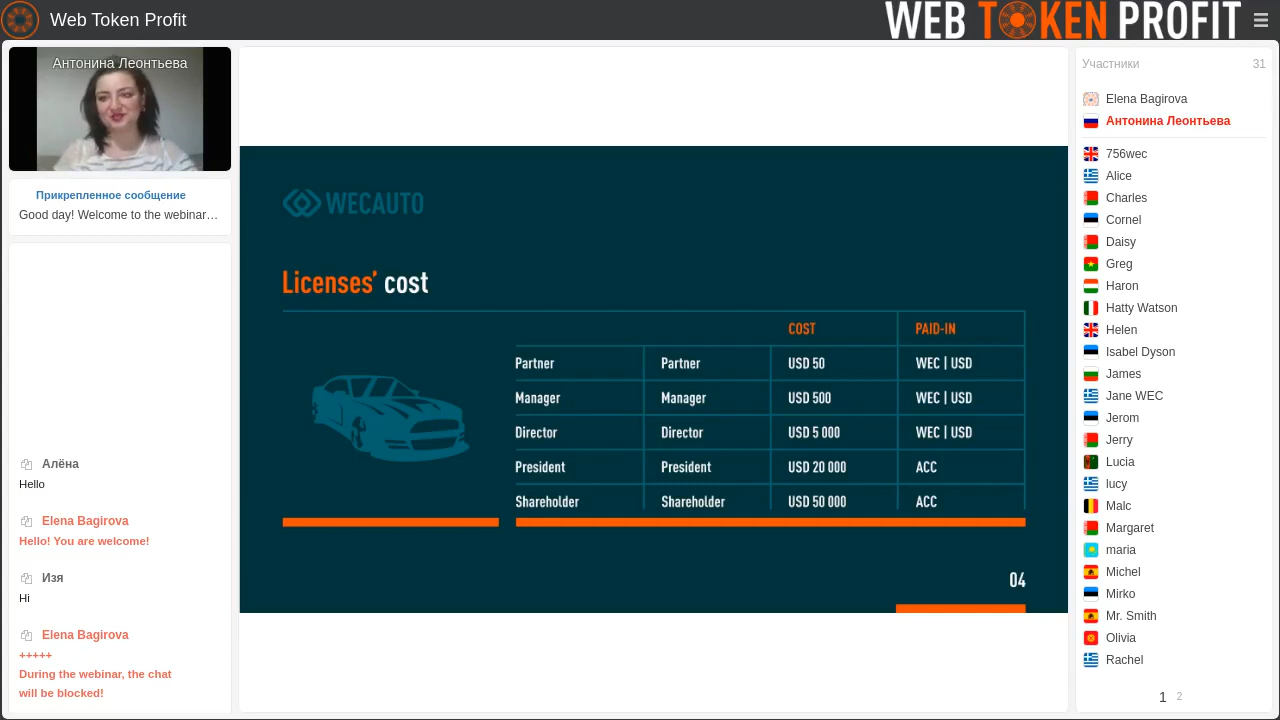 Web Token Profit
WEB TOKEN PROFIT
Антонина Леонтьева
Прикрепленное сообщение
Good day! Welcome to the webinar…
Алёна
Hello
Elena Bagirova
Hello! You are welcome!
Изя
Hi
Elena Bagirova
+++++
During the webinar, the chat
will be blocked!
WECAUTO
Licenses' cost
COST PAID-IN
Partner Partner USD 50 WEC | USD
Manager Manager USD 500 WEC | USD
Director Director USD 5 000 WEC | USD
President President USD 20 000 ACC
Shareholder Shareholder USD 50 000 ACC
04
Участники 31
Elena Bagirova
Антонина Леонтьева
756wec
Alice
Charles
Cornel
Daisy
Greg
Haron
Hatty Watson
Helen
Isabel Dyson
James
Jane WEC
Jerom
Jerry
Lucia
lucy
Malc
Margaret
maria
Michel
Mirko
Mr. Smith
Olivia
Rachel
1 2